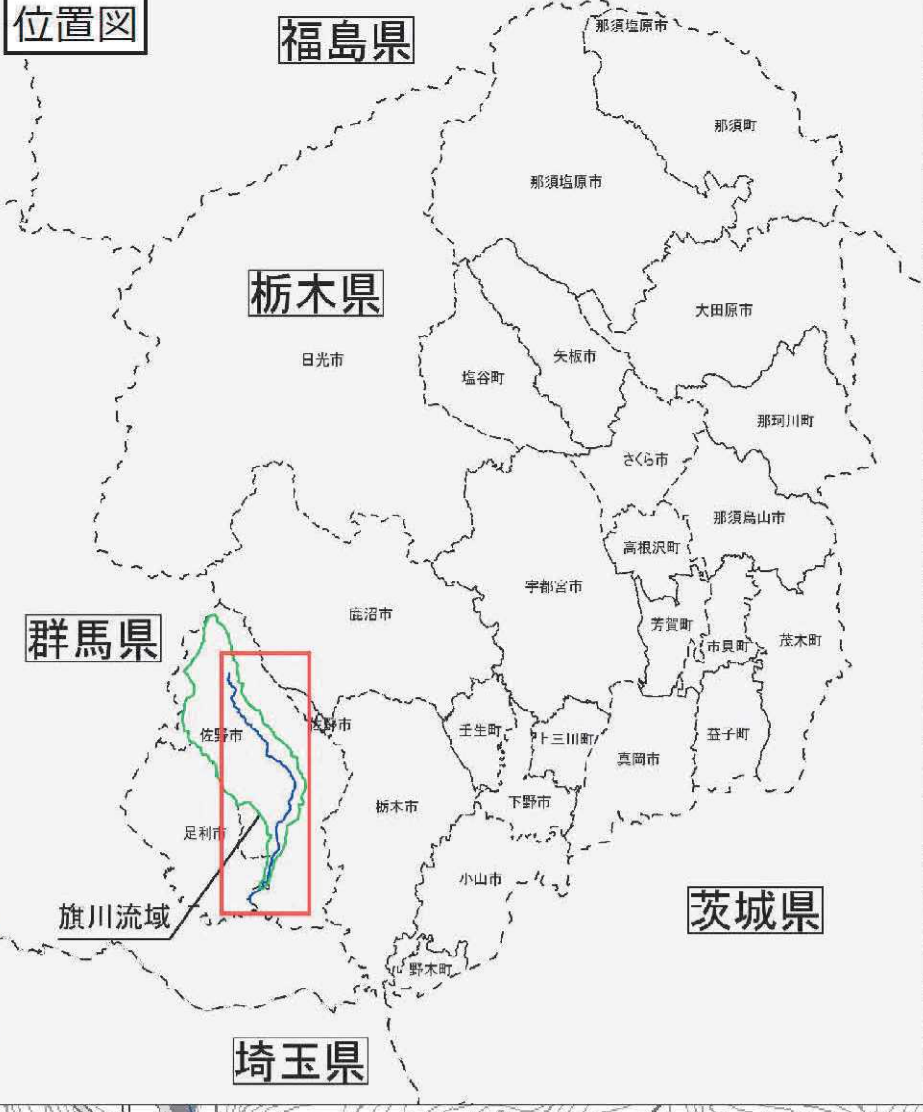 位置図
福島県
那須塩原市
那須町
那須塩原市
栃木県
大田原市
日光市
矢板市
塩谷町
那珂川町
さくら市
那須烏山市
高根沢町
宇都宮市
鹿沼市
芳賀町
群馬県
市貝町
茂木町
佐野市
佐野市
壬生町
上三川町
益子町
真岡市
栃木市
下野市
足利市
小山市
旗川流域
茨城県
野木町
埼玉県